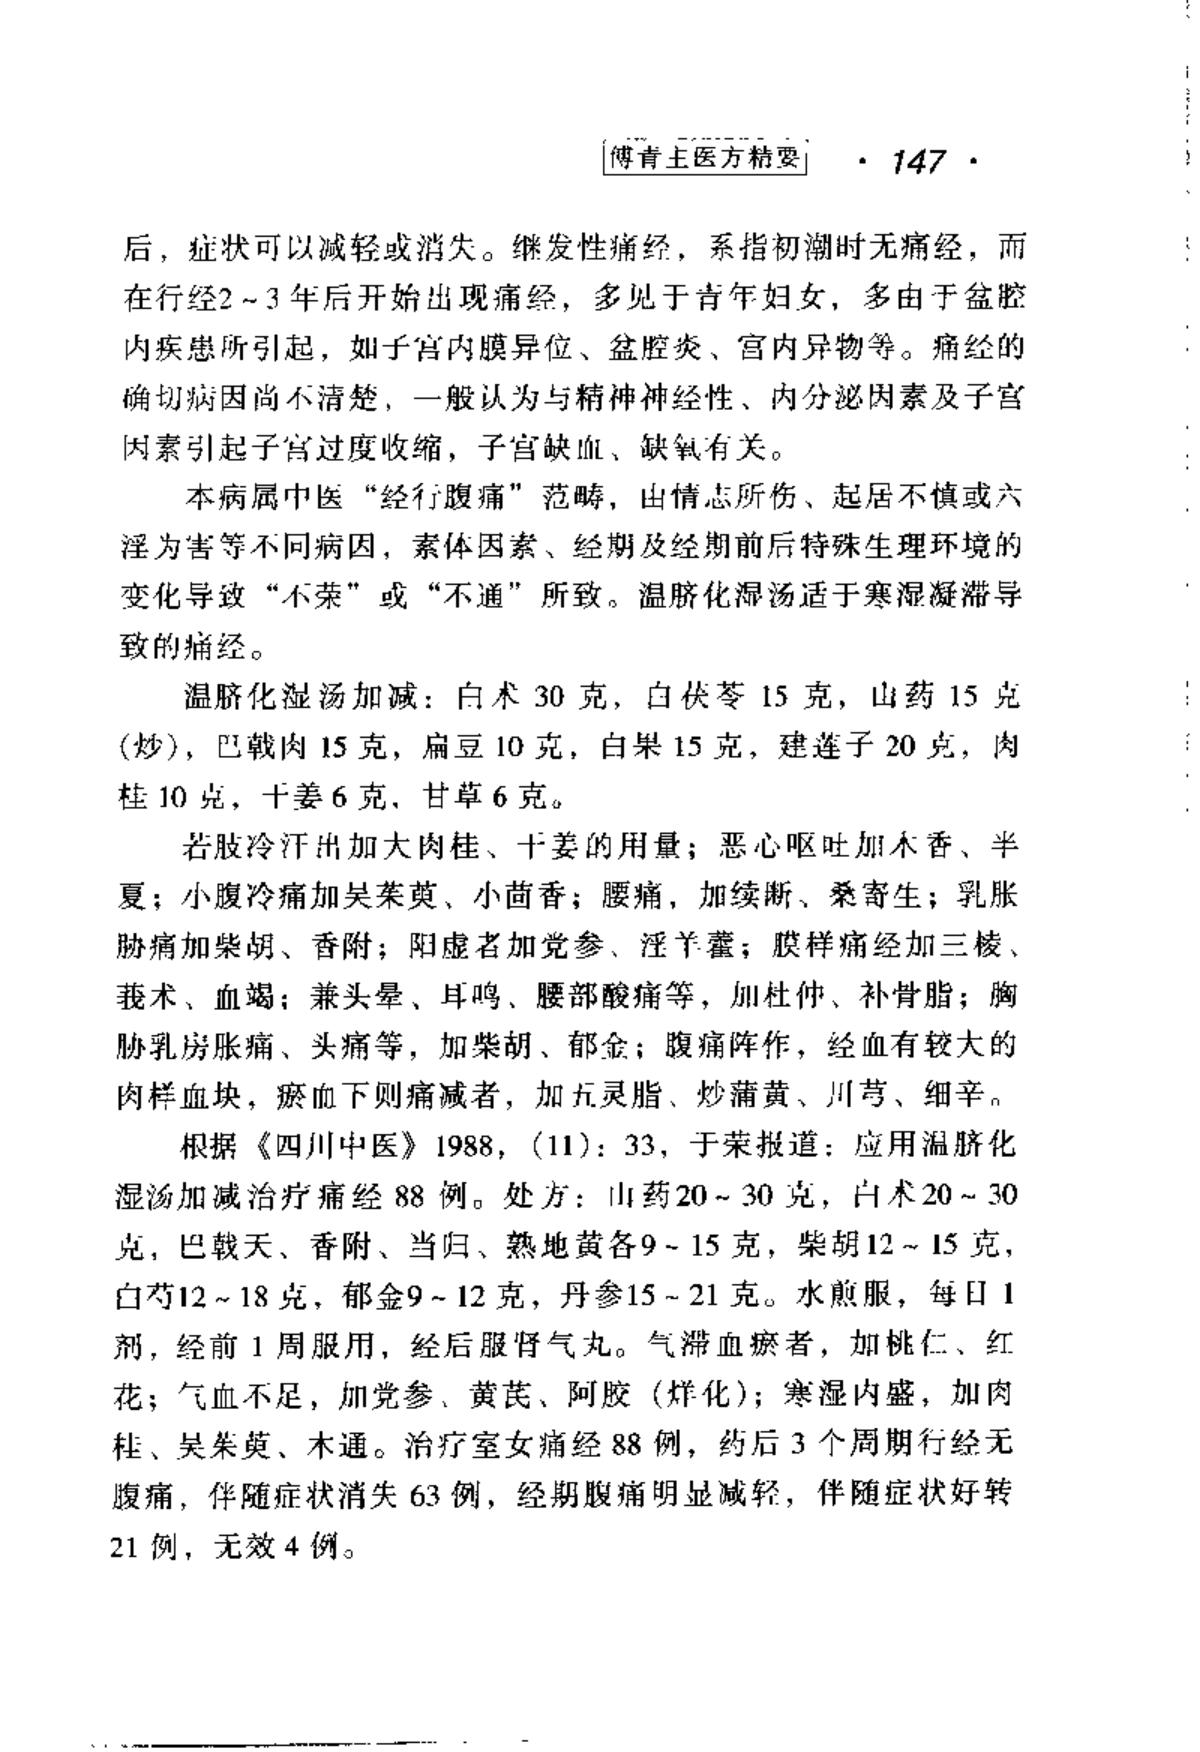 傅青主医方精要 · 147 ·
后，症状可以减轻或消失。继发性痛经，系指初潮时无痛经，而
在行经2~3 年后开始出现痛经，多见于青年妇女，多由于盆腔
内疾患所引起，如子宫内膜异位、盆腔炎、宫内异物等。痛经的
确切病因尚不清楚，一般认为与精神神经性、内分泌因素及子宫
因素引起子宫过度收缩，子宫缺血、缺氧有关。
本病属中医“经行腹痛”范畴，由情志所伤、起居不慎或六
淫为害等不同病因，素体因素、经期及经期前后特殊生理环境的
变化导致“不荣”或“不通”所致。温脐化湿汤适于寒湿凝滞导
致的痛经。
温脐化湿汤加减：白术 30 克，白茯苓 15 克，山药 15 克
(炒)，巴戟肉 15 克，扁豆 10 克，白果 15 克，建莲子 20 克，肉
桂 10 克，干姜 6 克，甘草 6 克。
若肢冷汗出加大肉桂、干姜的用量；恶心呕吐加木香、半
夏；小腹冷痛加吴茱萸、小茴香；腰痛，加续断、桑寄生；乳胀
胁痛加柴胡、香附；阳虚者加党参、淫羊藿；膜样痛经加三棱、
莪术、血竭；兼头晕、耳鸣、腰部酸痛等，加杜仲、补骨脂；胸
胁乳房胀痛、头痛等，加柴胡、郁金；腹痛阵作，经血有较大的
肉样血块，瘀血下则痛减者，加五灵脂、炒蒲黄、川芎、细辛。
根据《四川中医》1988，(11)：33，于荣报道：应用温脐化
湿汤加减治疗痛经 88 例。处方：山药20~30 克，白术20~30
克，巴戟天、香附、当归、熟地黄各9~15 克，柴胡12~15 克，
白芍12~18 克，郁金9~12 克，丹参15~21 克。水煎服，每日 1
剂，经前 1 周服用，经后服肾气丸。气滞血瘀者，加桃仁、红
花；气血不足，加党参、黄芪、阿胶（烊化）；寒湿内盛，加肉
桂、吴茱萸、木通。治疗室女痛经 88 例，药后 3 个周期行经无
腹痛，伴随症状消失 63 例，经期腹痛明显减轻，伴随症状好转
21 例，无效 4 例。